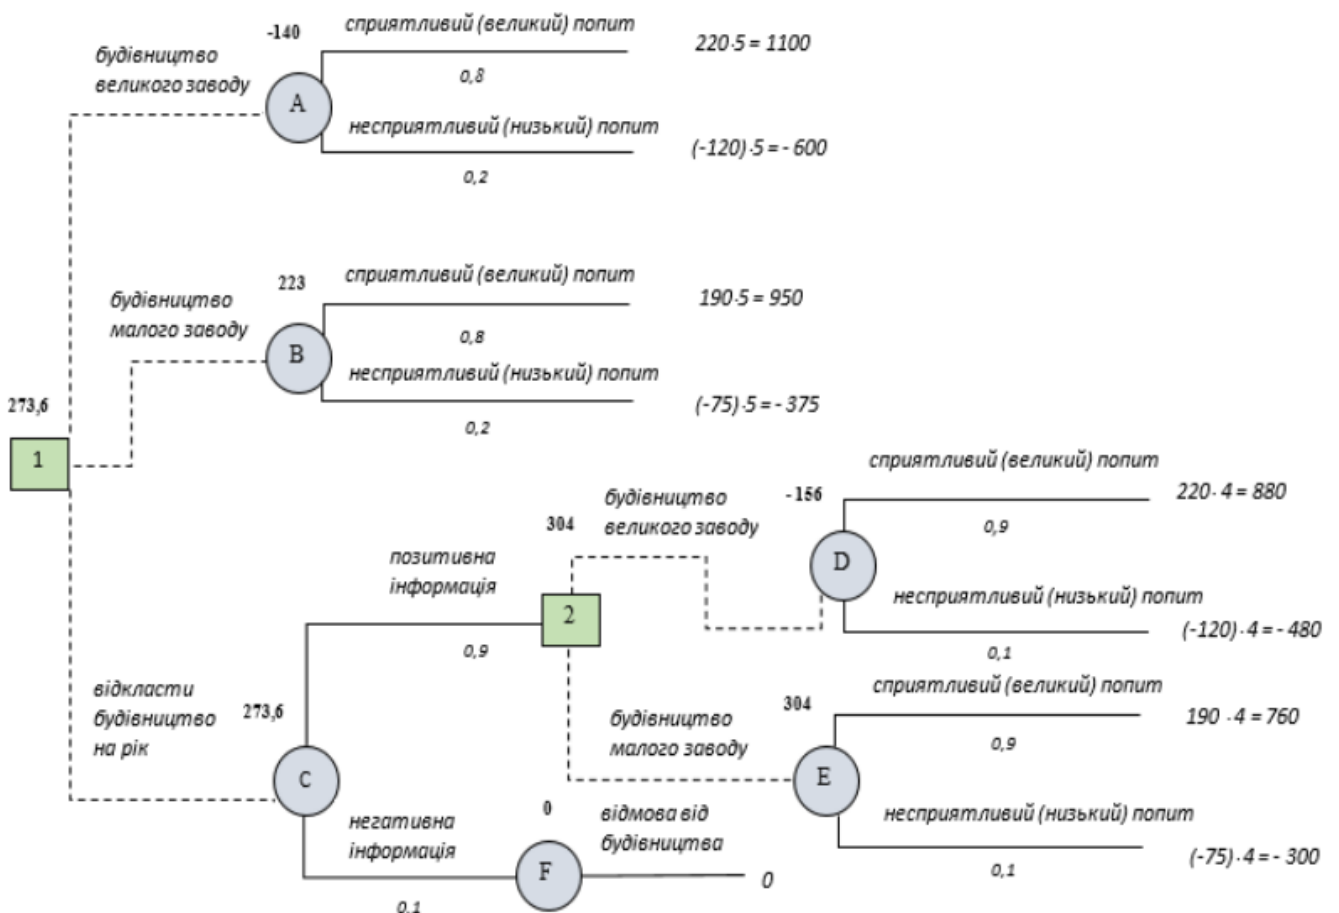 -140
сприятливий (великий) попит
220·5 = 1100
будівництво
великого заводу
0,8
A
несприятливий (низький) попит
(-120)·5 = - 600
0,2
223
сприятливий (великий) попит
190·5 = 950
будівництво
малого заводу
0,8
B
несприятливий (низький) попит
(-75)·5 = - 375
0,2
273,6
1
сприятливий (великий) попит
220· 4 = 880
будівництво
великого заводу
- 156
304
0,9
позитивна
інформація
D
2
несприятливий (низький) попит
(-120)· 4 = - 480
0,9
0,1
відкласти
будівництво
на рік
273,6
будівництво
малого заводу
304
сприятливий (великий) попит
190 ·4 = 760
0,9
C
E
0
відмова від
будівництва
негативна
інформація
несприятливий (низький) попит
(-75)·4 = - 300
F
0
0,1
0,1